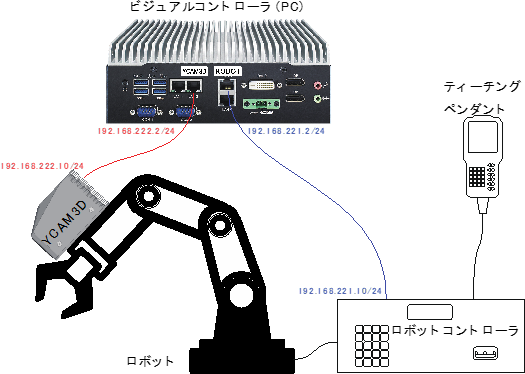 ビジュアルコントローラ(PC)
YCAM3D
ROBOT
192.168.222.2/24
192.168.221.2/24
ティーチング
ペンダント
192.168.222.10/24
YCAM3D
192.168.221.10/24
ロボットコントローラ
ロボット